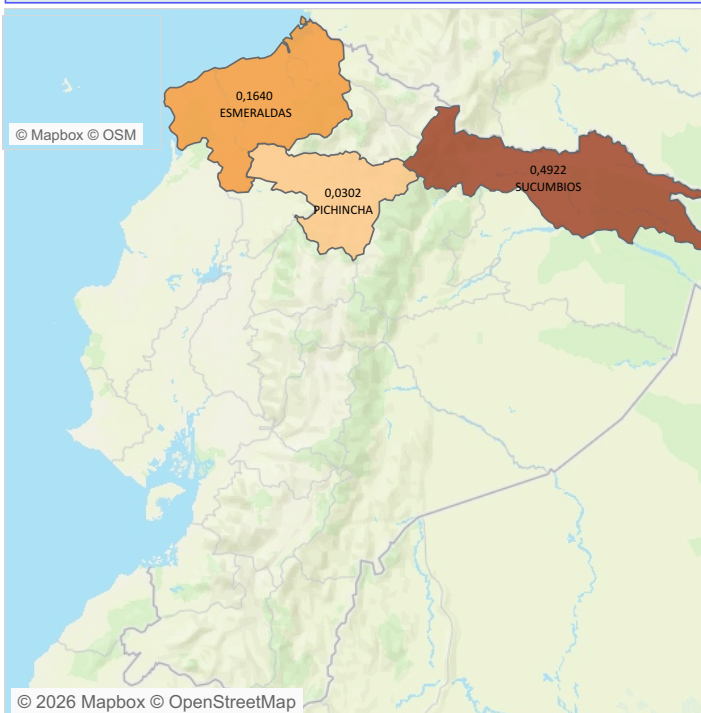 0,1640
ESMERALDAS
© Mapbox © OSM
0,4922
SUCUMBIOS
0,0302
PICHINCHA
© 2026 Mapbox © OpenStreetMap